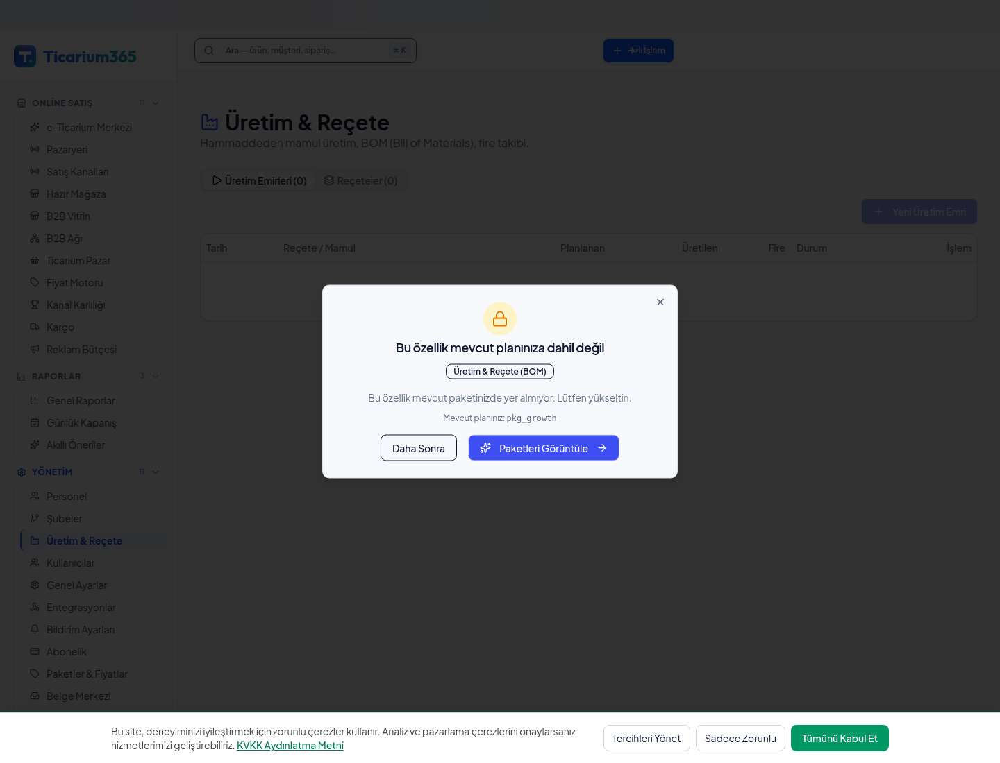 Ticarium365
Ara — ürün, müşteri, sipariş...
⌘ K
Hızlı İşlem
ONLİNE SATIŞ 11
e-Ticarium Merkezi
Pazaryeri
Satış Kanalları
Hazır Mağaza
B2B Vitrin
B2B Ağı
Ticarium Pazar
Fiyat Motoru
Kanal Karlılığı
Kargo
Reklam Bütçesi
RAPORLAR 3
Genel Raporlar
Günlük Kapanış
Akıllı Öneriler
YÖNETİM 11
Personel
Şubeler
Üretim & Reçete
Kullanıcılar
Genel Ayarlar
Entegrasyonlar
Bildirim Ayarları
Abonelik
Paketler & Fiyatlar
Belge Merkezi
Üretim & Reçete
Hammaddeden mamul üretim, BOM (Bill of Materials), fire takibi.
Üretim Emirleri (0) Reçeteler (0)
Yeni Üretim Emri
Tarih Reçete / Mamul Planlanan Üretilen Fire Durum İşlem
Bu özellik mevcut planınıza dahil değil
Üretim & Reçete (BOM)
Bu özellik mevcut paketinizde yer almıyor. Lütfen yükseltin.
Mevcut planınız: pkg_growth
Daha Sonra
Paketleri Görüntüle
Bu site, deneyiminizi iyileştirmek için zorunlu çerezler kullanır. Analiz ve pazarlama çerezlerini onaylarsanız
hizmetlerimizi geliştirebiliriz. KVKK Aydınlatma Metni
Tercihleri Yönet
Sadece Zorunlu
Tümünü Kabul Et